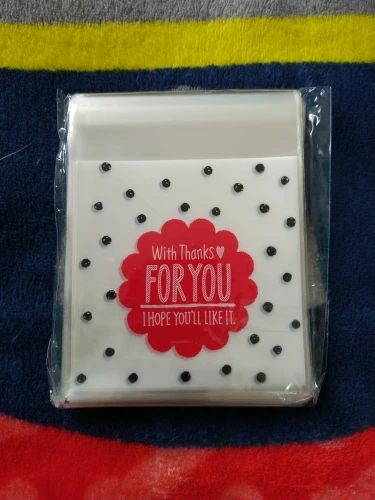 With Thanks♥
FOR YOU
I HOPE YOU'LL LIKE IT.